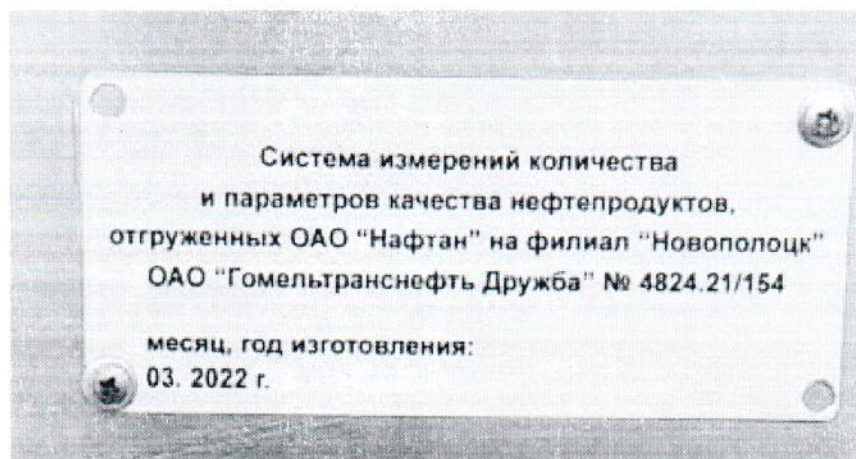 Система измерений количества
и параметров качества нефтепродуктов,
отгруженных ОАО “Нафтан” на филиал “Новополоцк”
ОАО “Гомельтранснефть Дружба” № 4824.21/154
месяц, год изготовления:
03. 2022 г.